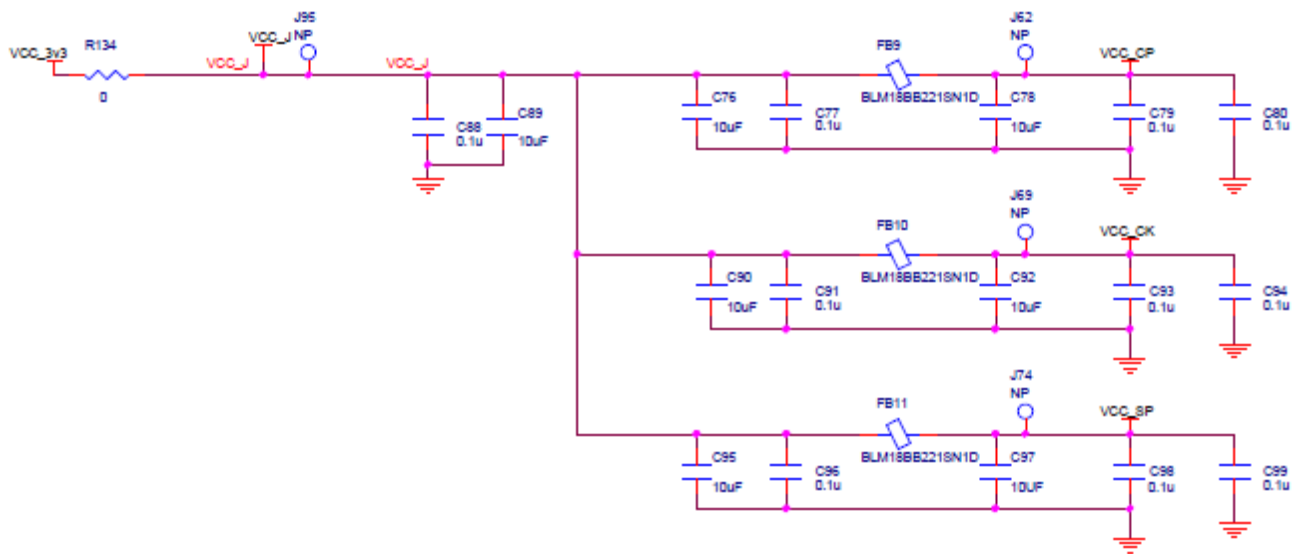 J95
NP
VCC_3v3
R134
0
VCC_J
VCC_J
VCC_J
C88
0.1u
C89
10uF
J62
NP
FB9
BLM18BB221SN1D
VCC_CP
C76
10uF
C77
0.1u
C78
10uF
C79
0.1u
C80
0.1u
J69
NP
FB10
BLM18BB221SN1D
VCC_CK
C90
10uF
C91
0.1u
C92
10uF
C93
0.1u
C94
0.1u
J74
NP
FB11
BLM18BB221SN1D
VCC_SP
C95
10uF
C96
0.1u
C97
10UF
C98
0.1u
C99
0.1u